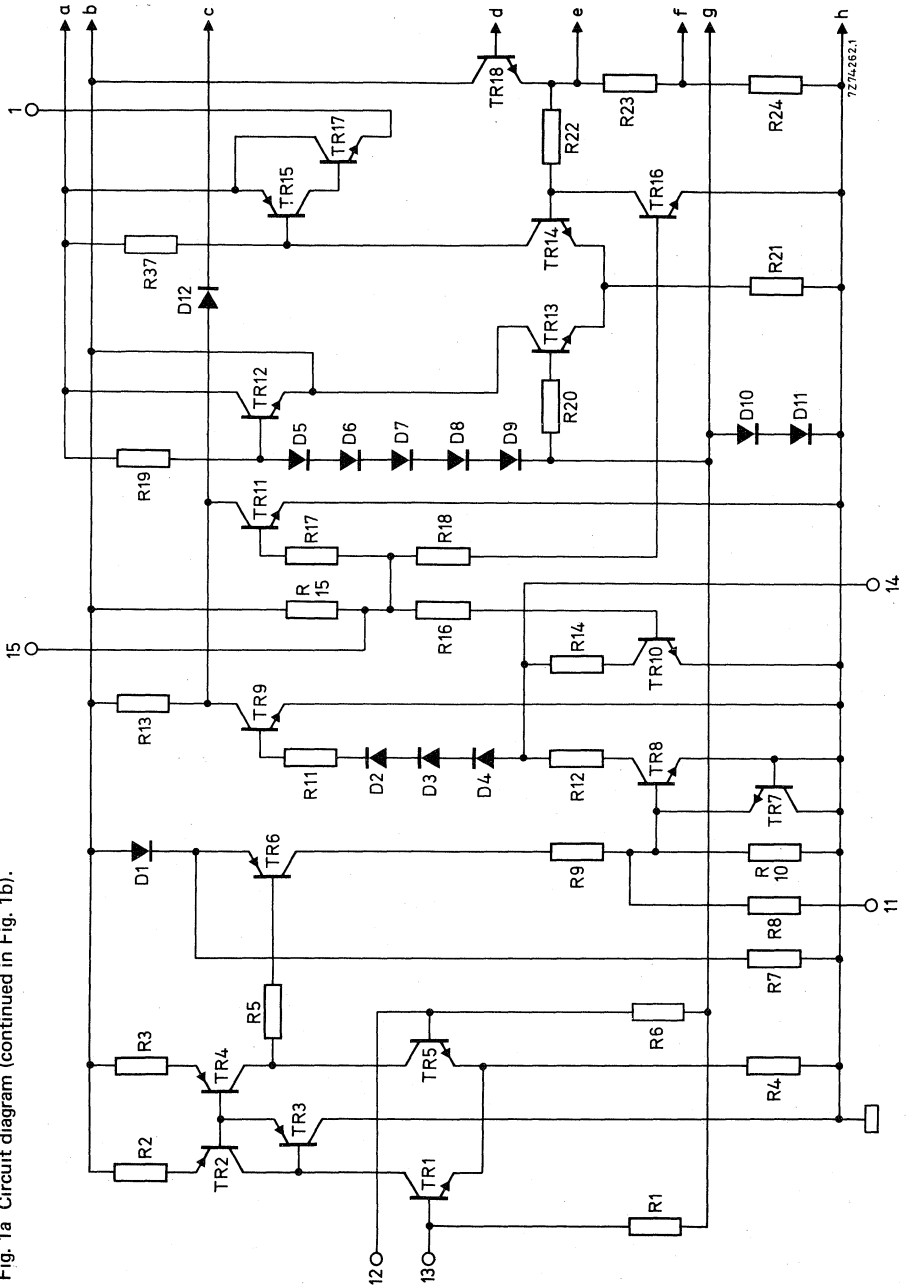 Fig. 1a Circuit diagram (continued in Fig. 1b).
a
b
c
d
e
f
g
h
1
15
14
11
12
13
7Z74262.1
R2
R3
TR2
TR4
TR3
TR1
TR5
R1
R4
R5
R6
R7
R8
R9
R
10
D1
TR6
TR7
TR8
R11
D2
D3
D4
R12
R13
TR9
R14
TR10
R
15
R16
R17
R18
TR11
R19
TR12
D5
D6
D7
D8
D9
R20
TR13
D10
D11
D12
R37
TR14
TR15
TR17
TR16
R21
R22
TR18
R23
R24